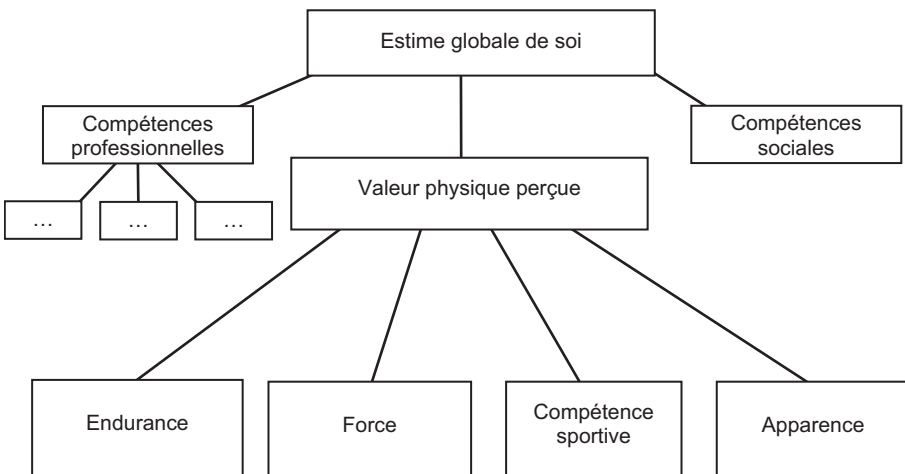 Estime globale de soi
Compétences
professionnelles
Compétences
sociales
Valeur physique perçue
… … …
Endurance
Force
Compétence
sportive
Apparence